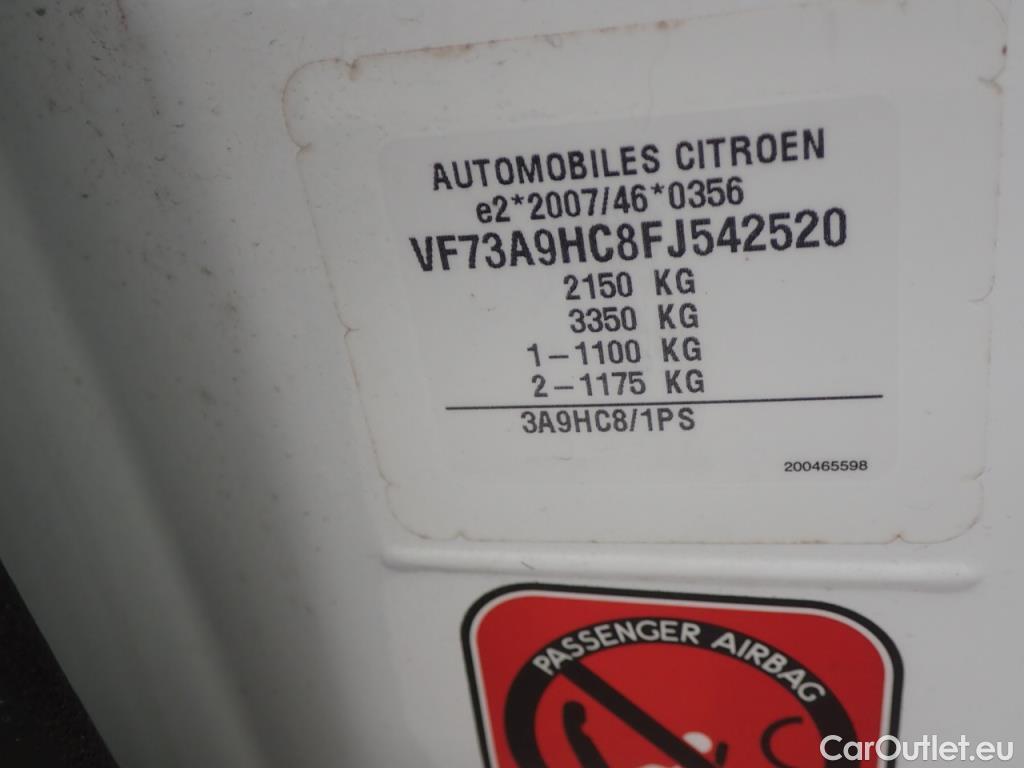 AUTOMOBILES CITROEN
e2*2007/46*0356
VF73A9HC8FJ542520
2150 KG
3350 KG
1-1100 KG
2-1175 KG
3A9HC8/1PS
200465598
PASSENGER AIRBAG
CarOutlet.eu